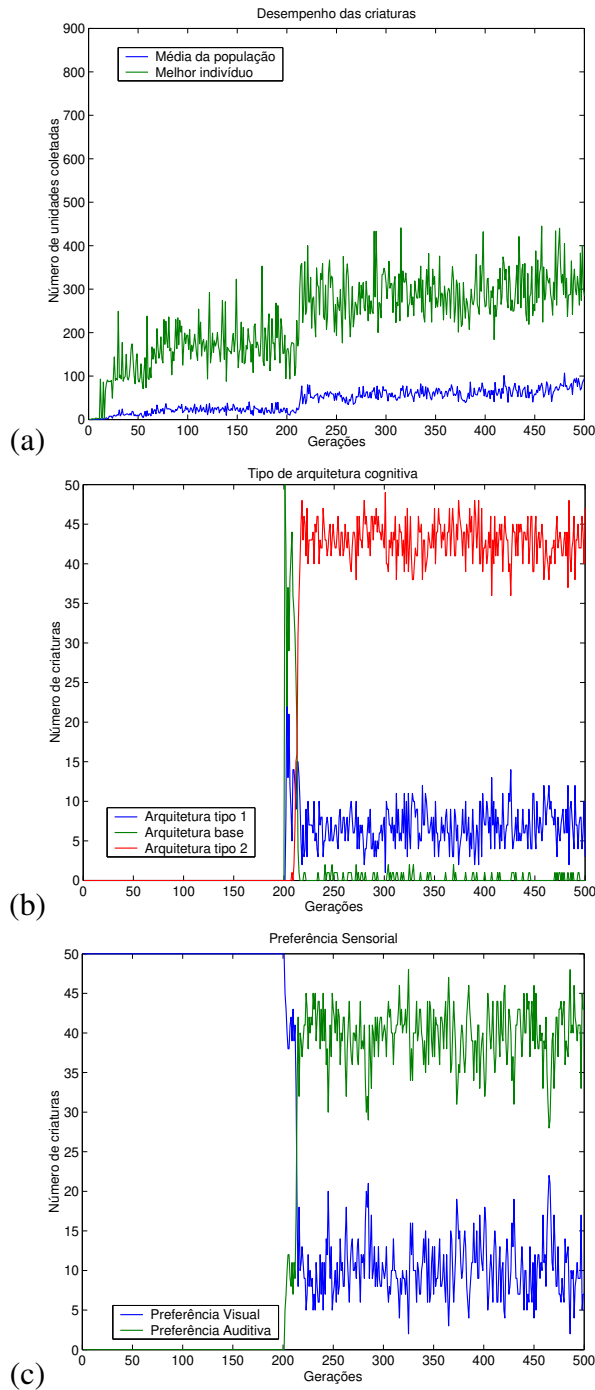 Desempenho das criaturas
900
800
700
600
500
400
300
200
100
0
Número de unidades coletadas
Média da população
Melhor indivíduo
0 50 100 150 200 250 300 350 400 450 500
Gerações
(a)
Tipo de arquitetura cognitiva
50
45
40
35
30
25
20
15
10
5
0
Número de criaturas
Arquitetura tipo 1
Arquitetura base
Arquitetura tipo 2
0 50 100 150 200 250 300 350 400 450 500
Gerações
(b)
Preferência Sensorial
50
45
40
35
30
25
20
15
10
5
0
Número de criaturas
Preferência Visual
Preferência Auditiva
0 50 100 150 200 250 300 350 400 450 500
Gerações
(c)